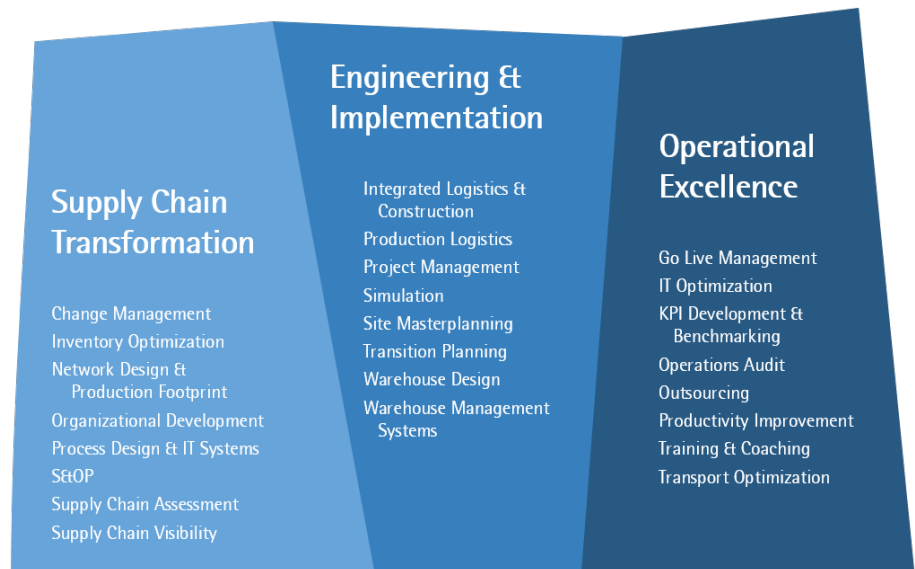 Supply Chain
Transformation
Change Management
Inventory Optimization
Network Design &
Production Footprint
Organizational Development
Process Design & IT Systems
S&OP
Supply Chain Assessment
Supply Chain Visibility
Engineering &
Implementation
Integrated Logistics &
Construction
Production Logistics
Project Management
Simulation
Site Masterplanning
Transition Planning
Warehouse Design
Warehouse Management
Systems
Operational
Excellence
Go Live Management
IT Optimization
KPI Development &
Benchmarking
Operations Audit
Outsourcing
Productivity Improvement
Training & Coaching
Transport Optimization